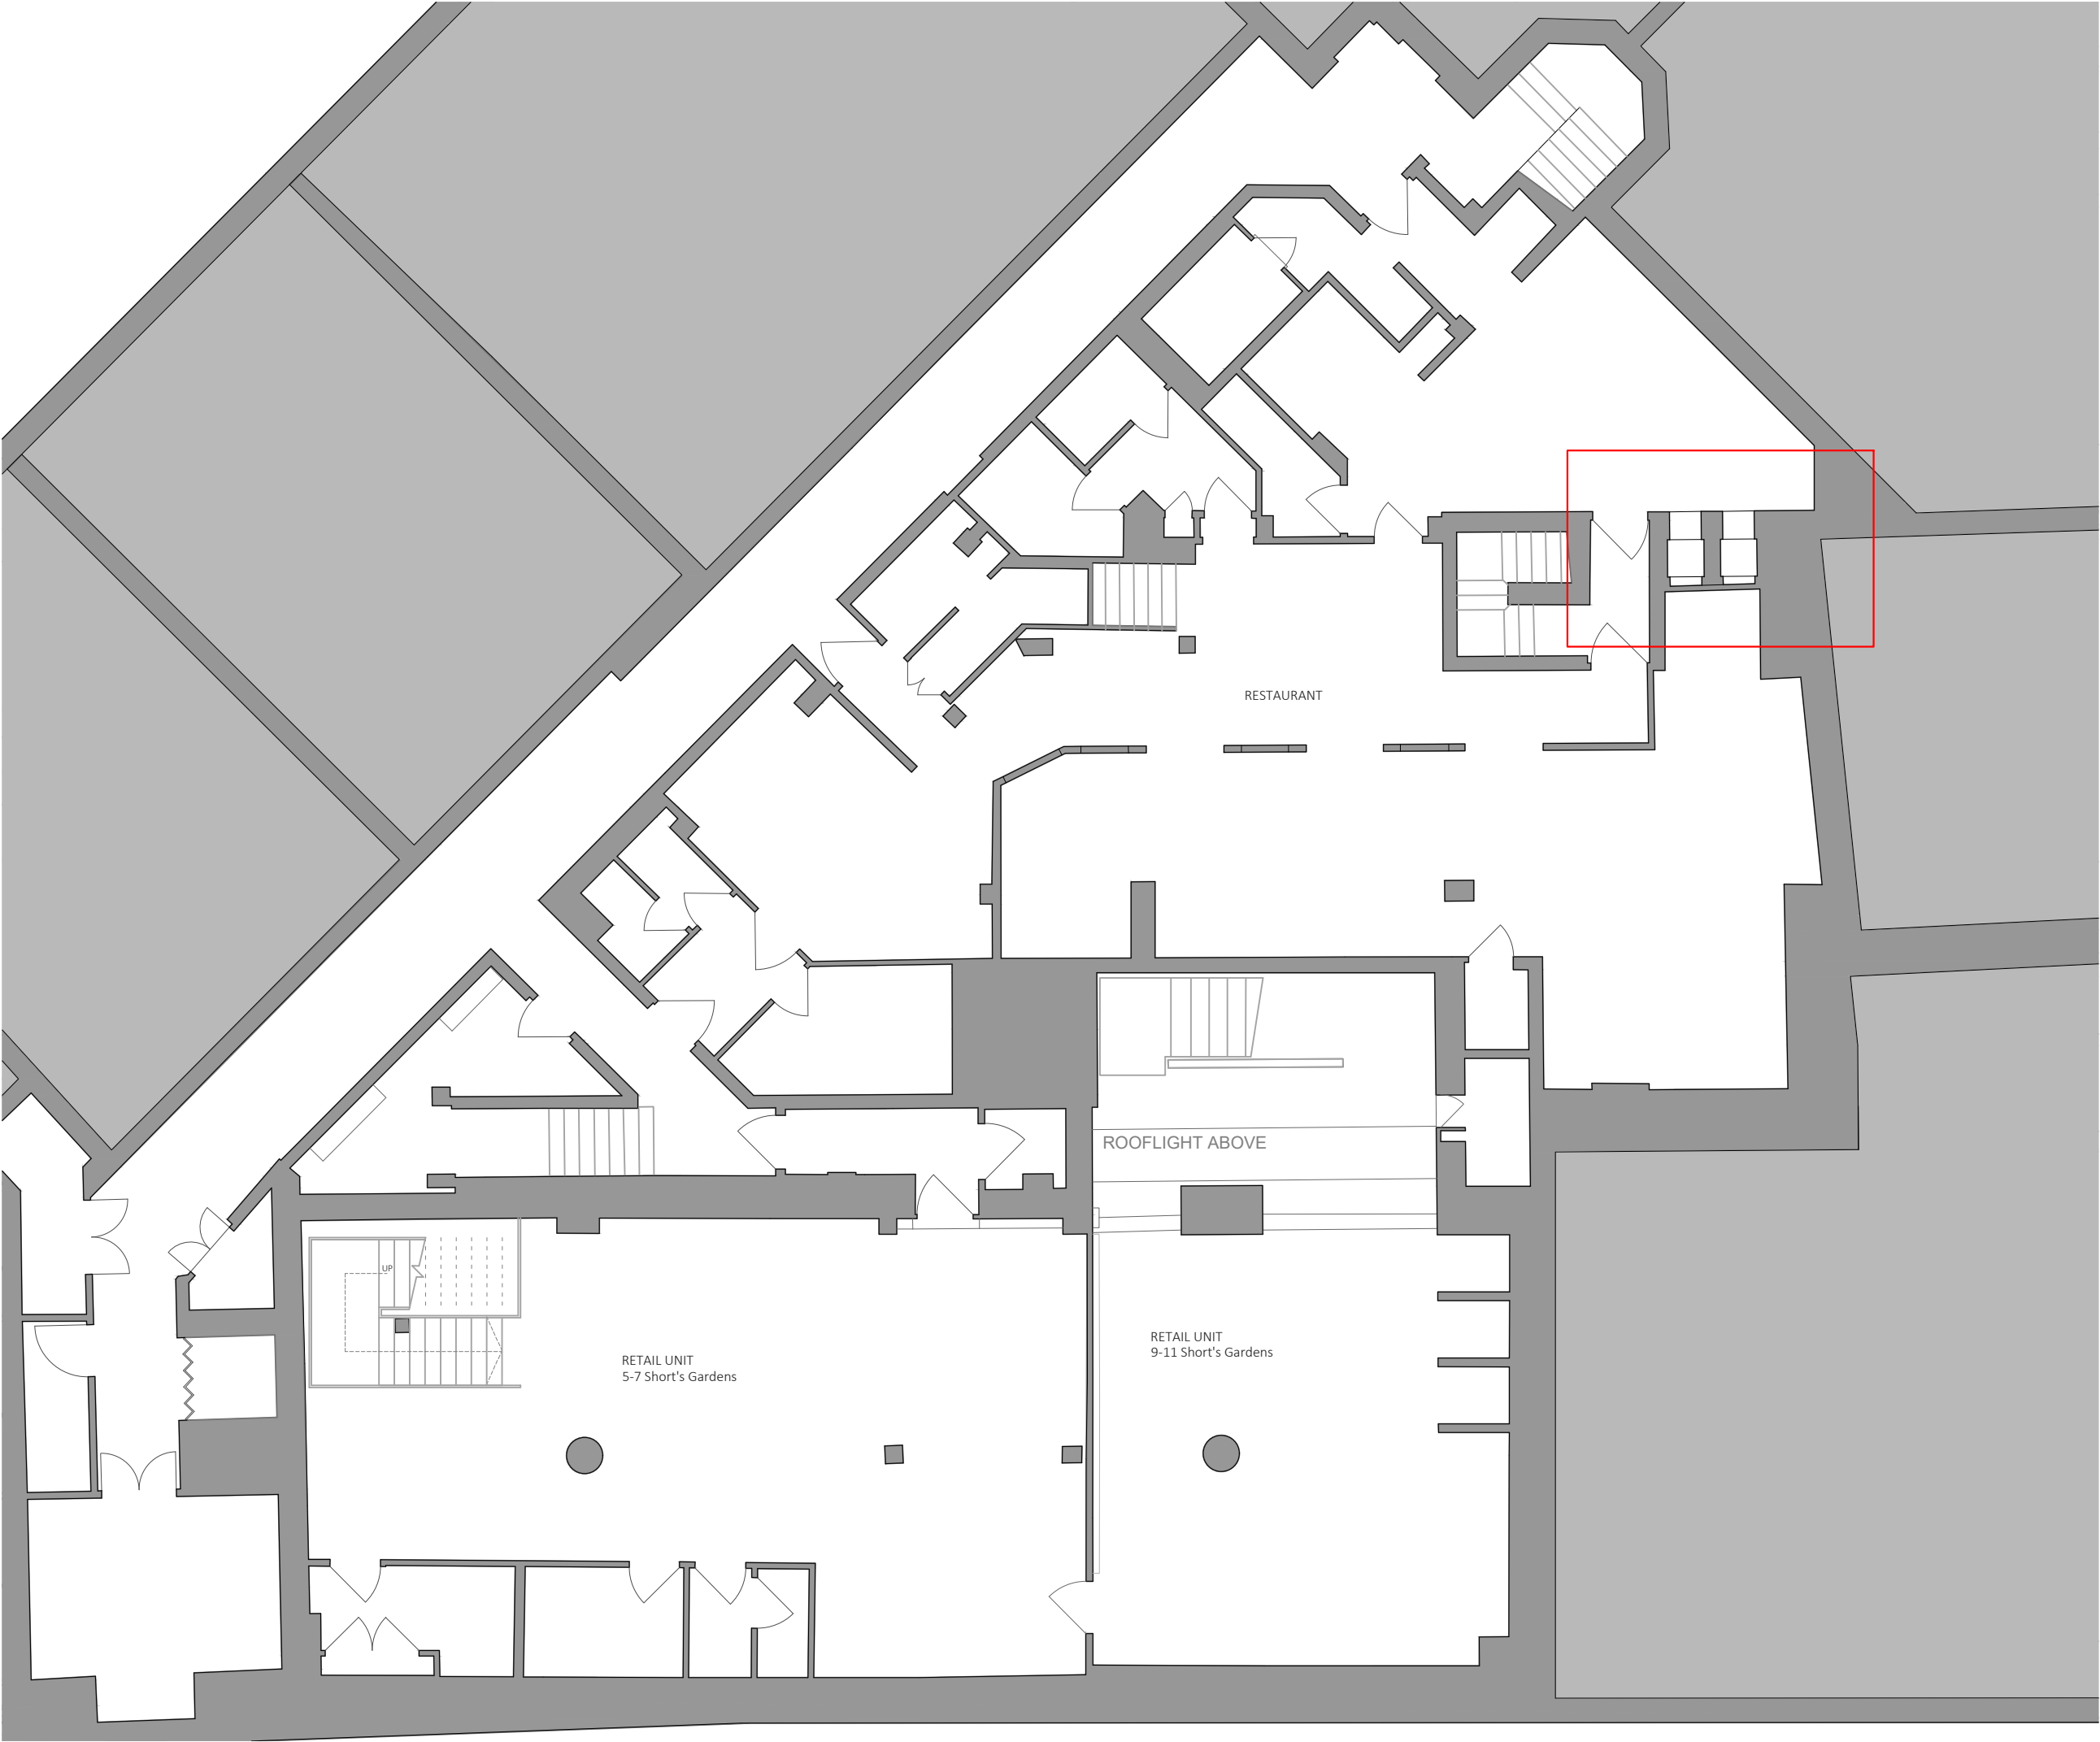 RESTAURANT
ROOFLIGHT ABOVE
UP
RETAIL UNIT
5-7 Short's Gardens
RETAIL UNIT
9-11 Short's Gardens